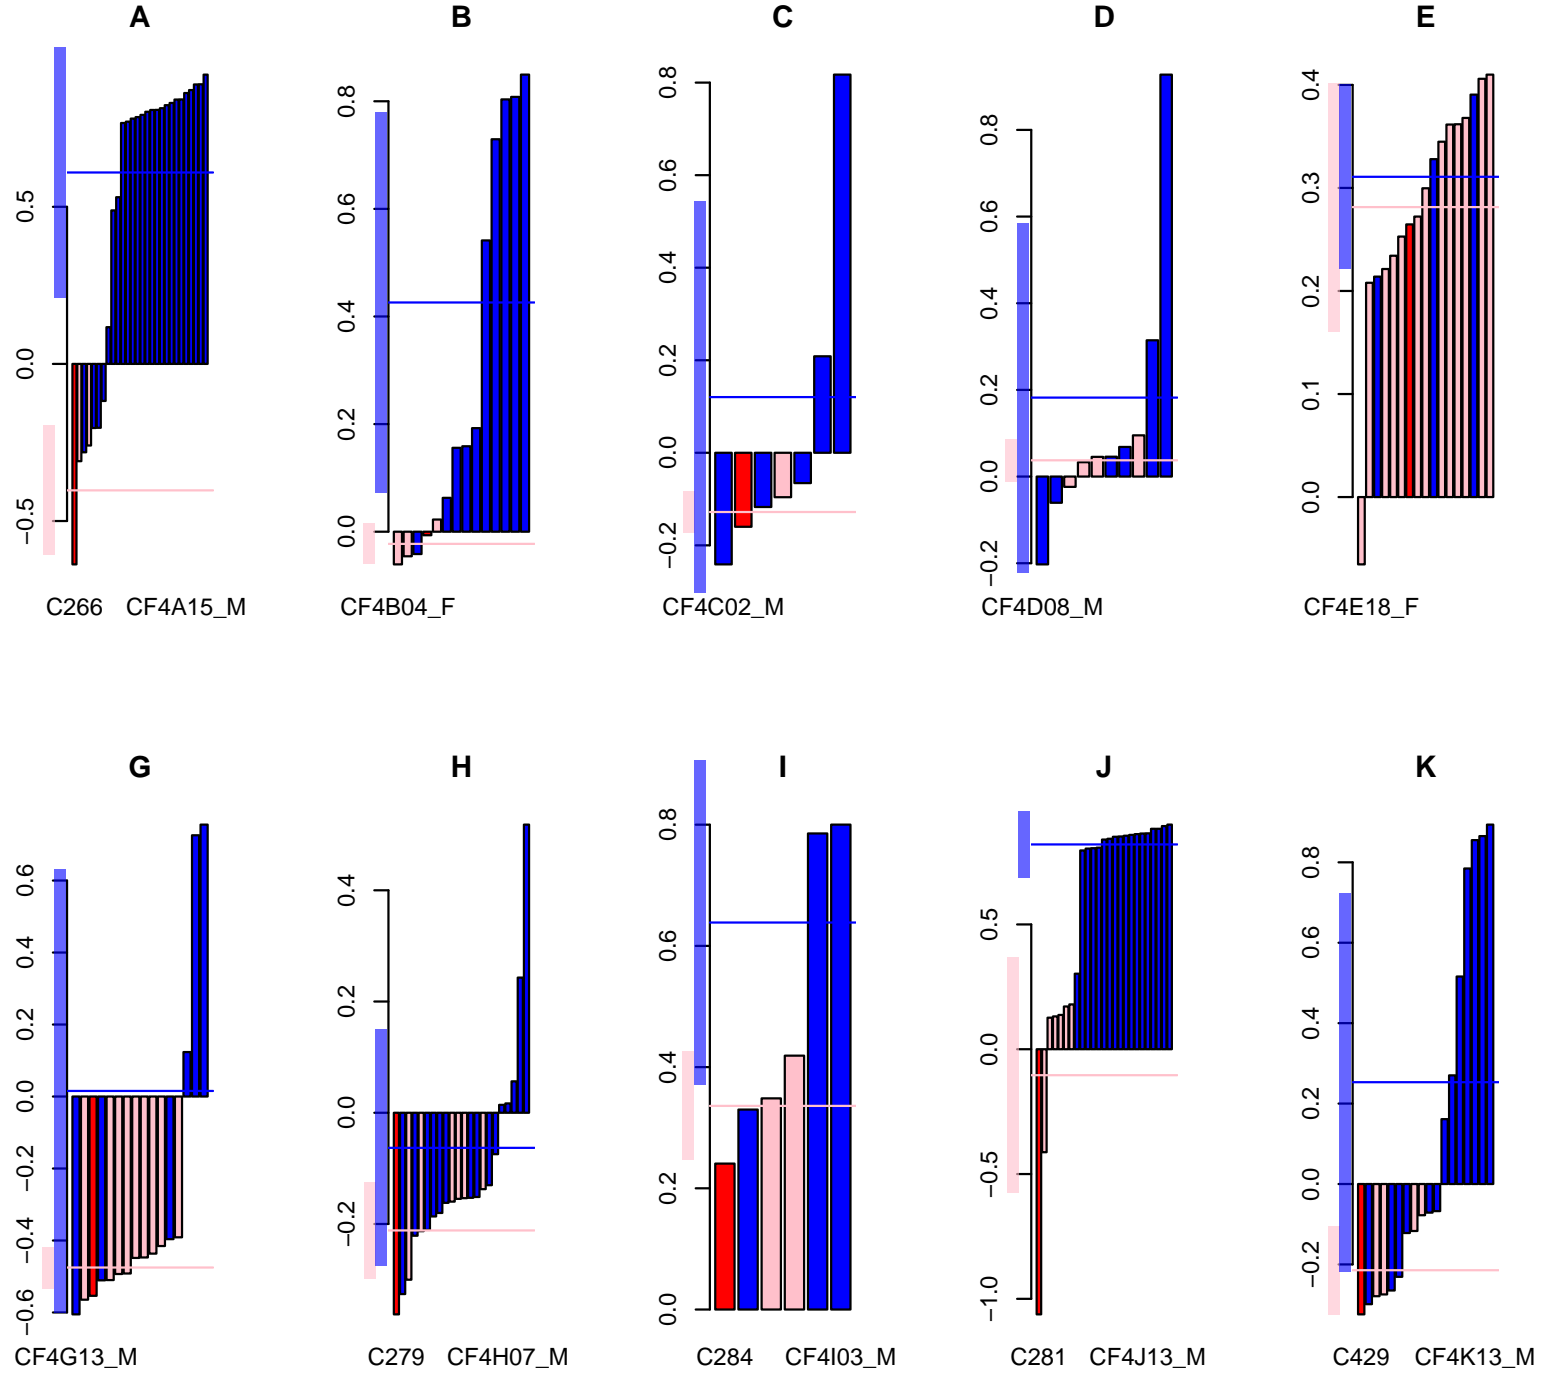 A B C D E
0.5 0.0 −0.5
0.8 0.6 0.4 0.2 0.0
0.8 0.6 0.4 0.2 0.0 −0.2
0.8 0.6 0.4 0.2 0.0 −0.2
0.4 0.3 0.2 0.1 0.0
C266 CF4A15_M CF4B04_F CF4C02_M CF4D08_M CF4E18_F
G H I J K
0.6 0.4 0.2 0.0 −0.2 −0.4 −0.6
0.4 0.2 0.0 −0.2
0.8 0.6 0.4 0.2 0.0
0.5 0.0 −0.5 −1.0
0.8 0.6 0.4 0.2 0.0 −0.2
CF4G13_M C279 CF4H07_M C284 CF4I03_M C281 CF4J13_M C429 CF4K13_M